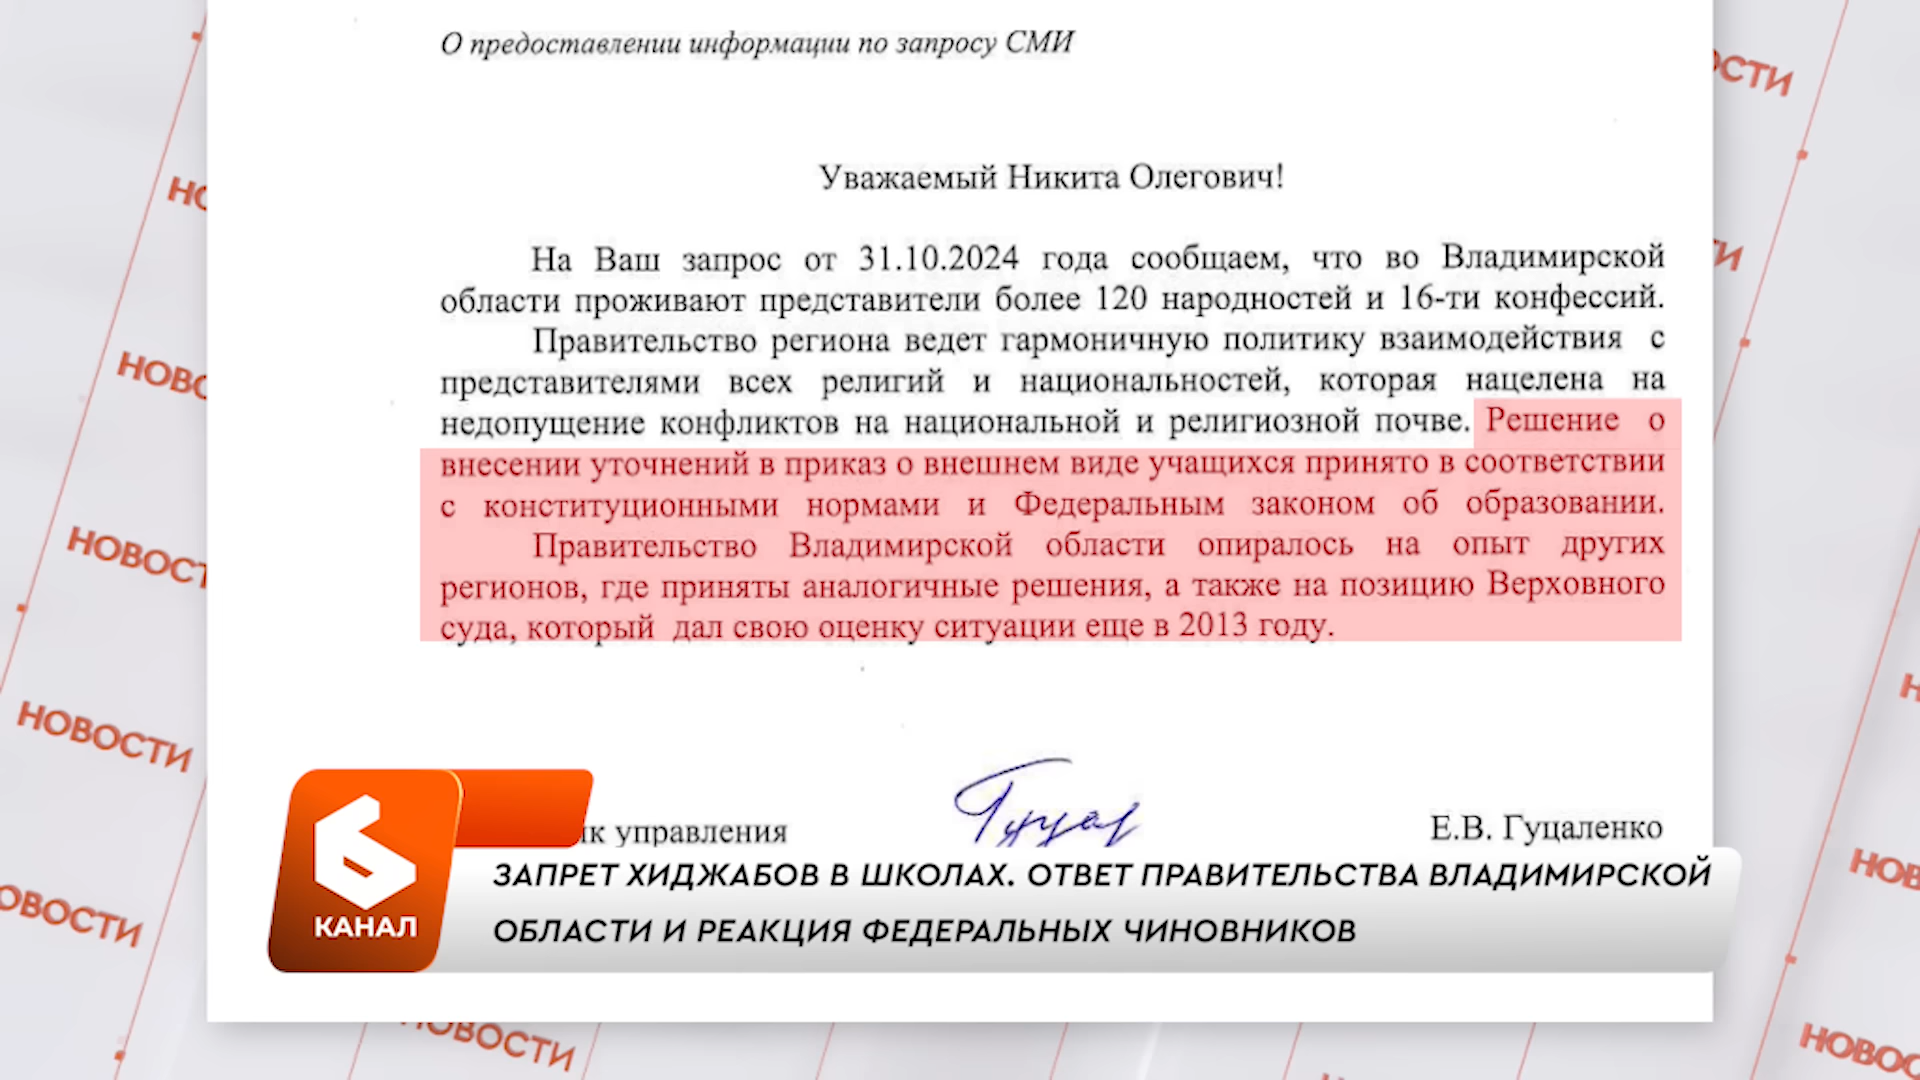 О предоставлении информации по запросу СМИ
Уважаемый Никита Олегович!
На Ваш запрос от 31.10.2024 года сообщаем, что во Владимирской
области проживают представители более 120 народностей и 16-ти конфессий.
Правительство региона ведет гармоничную политику взаимодействия с
представителями всех религий и национальностей, которая нацелена на
недопущение конфликтов на национальной и религиозной почве. Решение о
внесении уточнений в приказ о внешнем виде учащихся принято в соответствии
с конституционными нормами и Федеральным законом об образовании.
Правительство Владимирской области опиралось на опыт других
регионов, где приняты аналогичные решения, а также на позицию Верховного
суда, который дал свою оценку ситуации еще в 2013 году.
управления
Е.В. Гуцаленко
6
КАНАЛ
ЗАПРЕТ ХИДЖАБОВ В ШКОЛАХ. ОТВЕТ ПРАВИТЕЛЬСТВА ВЛАДИМИРСКОЙ
ОБЛАСТИ И РЕАКЦИЯ ФЕДЕРАЛЬНЫХ ЧИНОВНИКОВ
НОВОСТИ
НОВОСТИ